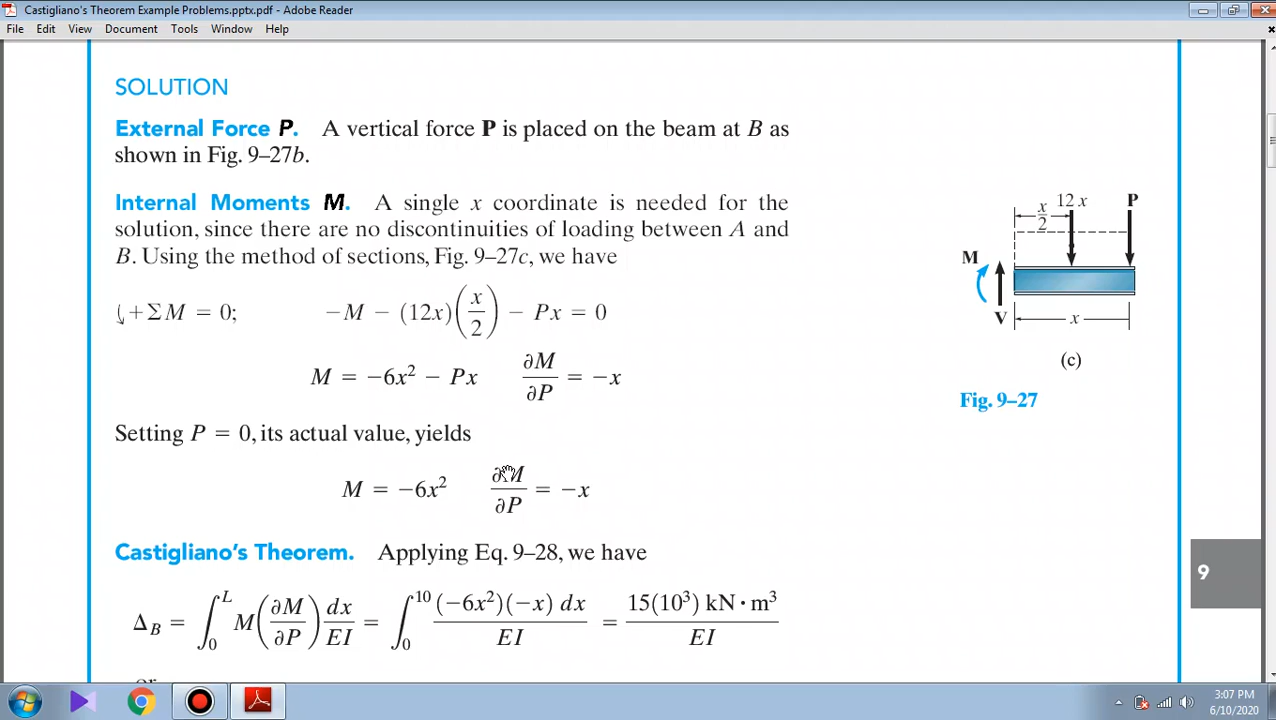 Castigliano's Theorem Example Problems.pptx.pdf - Adobe Reader
File Edit View Document Tools Window Help
SOLUTION
External Force P. A vertical force P is placed on the beam at B as
shown in Fig. 9–27b.
Internal Moments M. A single x coordinate is needed for the
solution, since there are no discontinuities of loading between A and
B. Using the method of sections, Fig. 9–27c, we have
↓+ΣM = 0; −M − (12x)(x/2) − Px = 0
M = −6x² − Px ∂M/∂P = −x
Setting P = 0, its actual value, yields
M = −6x² ∂M/∂P = −x
Castigliano's Theorem. Applying Eq. 9–28, we have
Δ_B = ∫₀^L M(∂M/∂P) dx/EI = ∫₀^10 (−6x²)(−x) dx/EI = 15(10³) kN · m³/EI
or
x/2 12 x P
M
V x
(c)
Fig. 9–27
9
3:07 PM
6/10/2020